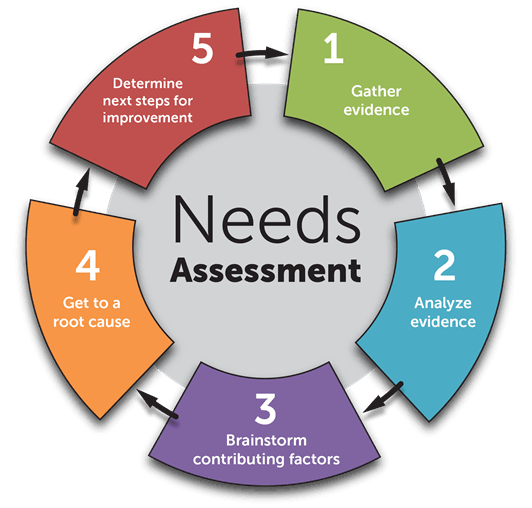 Needs
Assessment
1
Gather
evidence
2
Analyze
evidence
3
Brainstorm
contributing factors
4
Get to a
root cause
5
Determine
next steps for
improvement